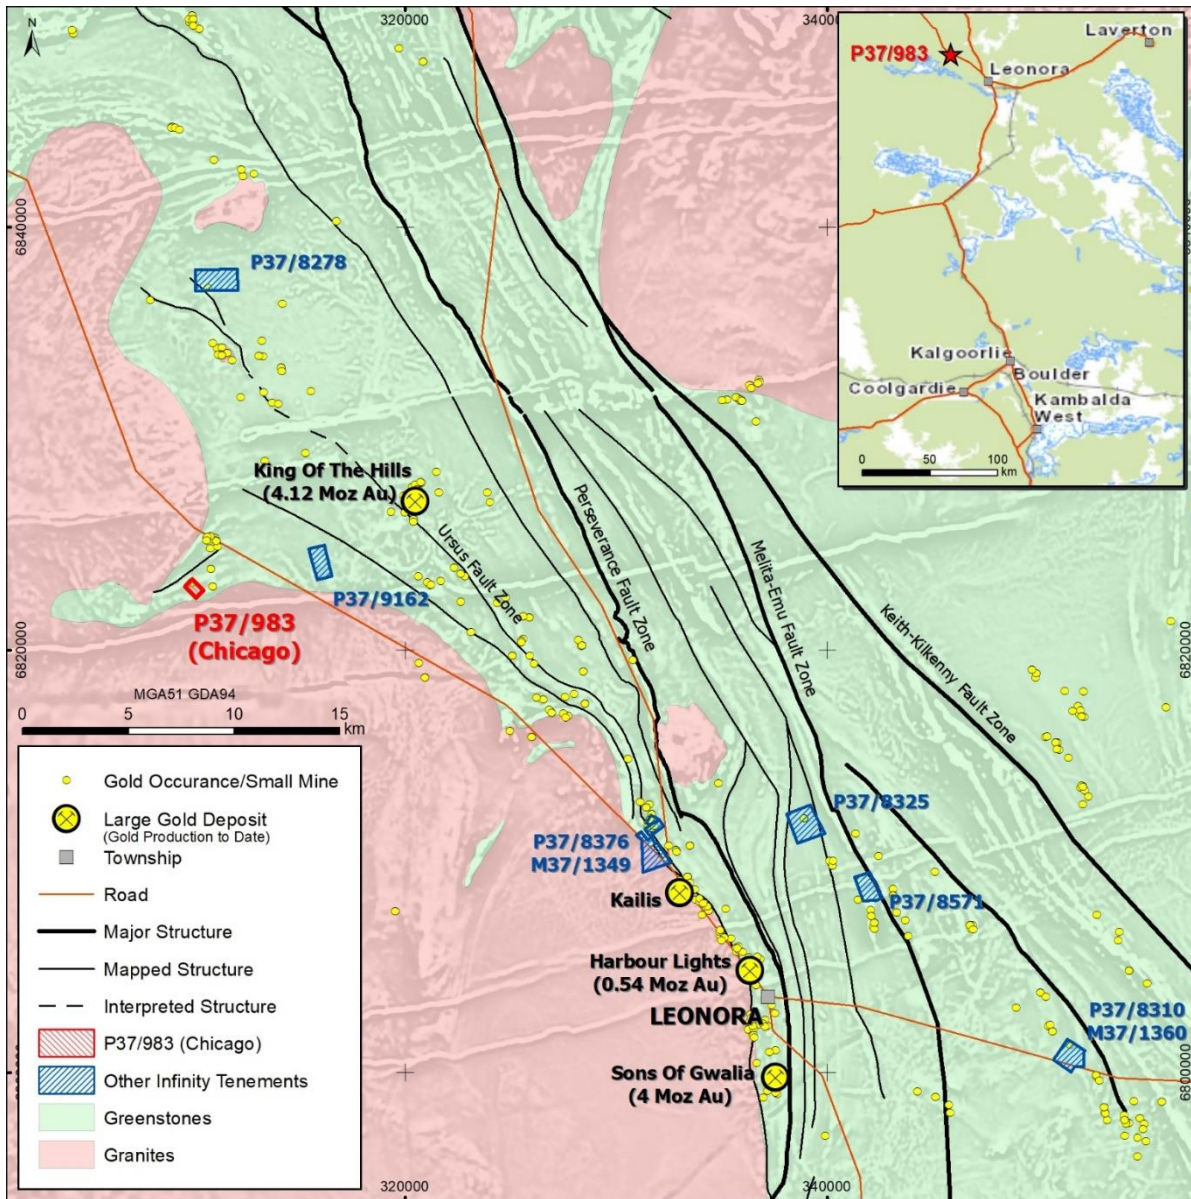 N
320000
340000
P37/983
Laverton
Leonora
Kalgoorlie
Boulder
Coolgardie
Kambalda
West
0 50 100
km
6840000
P37/8278
King Of The Hills
(4.12 Moz Au)
Ursus Fault Zone
Perseverance Fault Zone
Melita-Emu Fault Zone
Keith-Kilkenny Fault Zone
P37/9162
P37/983
(Chicago)
6820000
6820000
MGA51 GDA94
0 5 10 15
km
Gold Occurance/Small Mine
Large Gold Deposit
(Gold Production to Date)
Township
Road
Major Structure
Mapped Structure
Interpreted Structure
P37/983 (Chicago)
Other Infinity Tenements
Greenstones
Granites
P37/8325
P37/8376
M37/1349
P37/8571
Kailis
Harbour Lights
(0.54 Moz Au)
LEONORA
P37/8310
M37/1360
Sons Of Gwalia
(4 Moz Au)
6800000
320000
340000